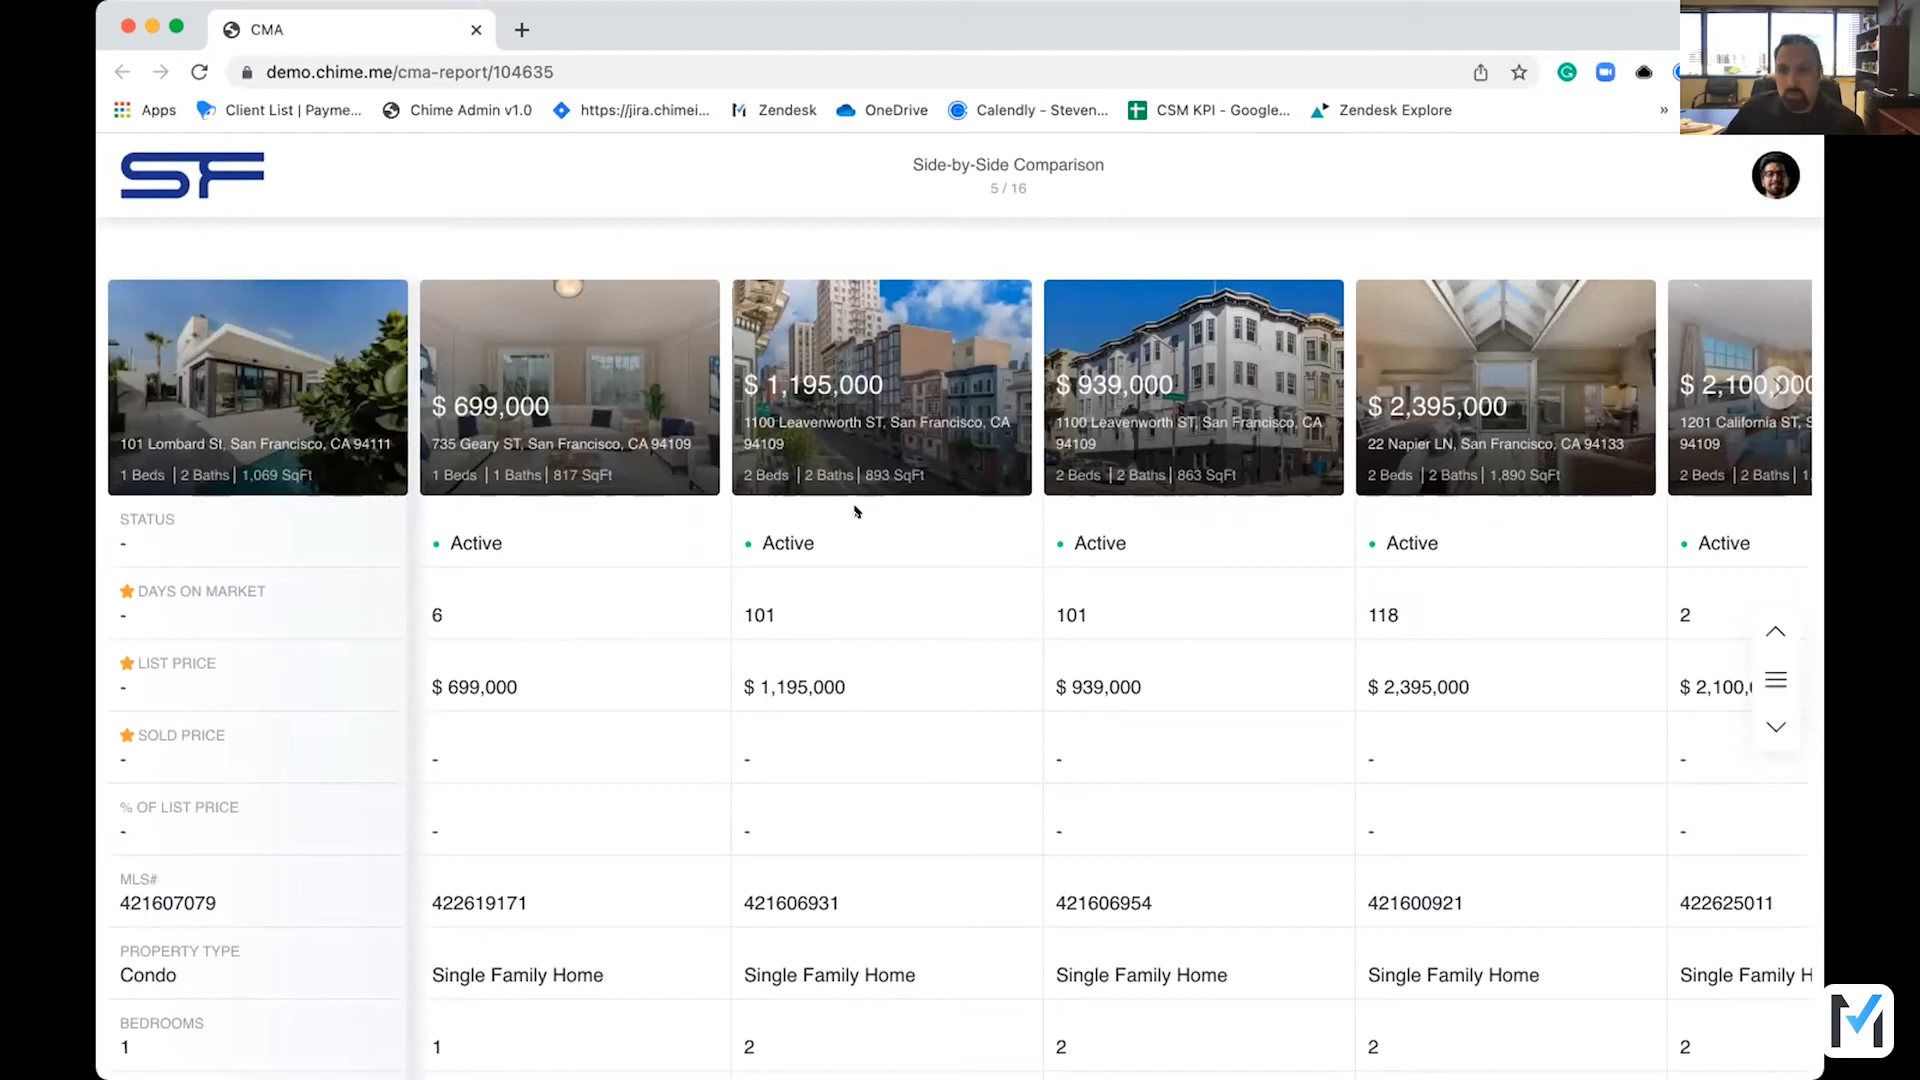 CMA
demo.chime.me/cma-report/104635
Apps
Client List | Payme...
Chime Admin v1.0
https://jira.chimei...
Zendesk
OneDrive
Calendly - Steven...
CSM KPI - Google...
Zendesk Explore
»
SF
Side-by-Side Comparison
5 / 16
101 Lombard St, San Francisco, CA 94111
1 Beds | 2 Baths | 1,069 SqFt
$ 699,000
735 Geary ST, San Francisco, CA 94109
1 Beds | 1 Baths | 817 SqFt
$ 1,195,000
1100 Leavenworth ST, San Francisco, CA
94109
2 Beds | 2 Baths | 893 SqFt
$ 939,000
1100 Leavenworth ST, San Francisco, CA
94109
2 Beds | 2 Baths | 863 SqFt
$ 2,395,000
22 Napier LN, San Francisco, CA 94133
2 Beds | 2 Baths | 1,890 SqFt
$ 2,100,000
1201 California ST, S
94109
2 Beds | 2 Baths | 1
STATUS
-
Active
Active
Active
Active
Active
DAYS ON MARKET
-
6
101
101
118
2
LIST PRICE
-
$ 699,000
$ 1,195,000
$ 939,000
$ 2,395,000
$ 2,100,
SOLD PRICE
-
-
-
-
-
-
% OF LIST PRICE
-
-
-
-
-
-
MLS#
421607079
422619171
421606931
421606954
421600921
422625011
PROPERTY TYPE
Condo
Single Family Home
Single Family Home
Single Family Home
Single Family Home
Single Family H
BEDROOMS
1
1
2
2
2
2